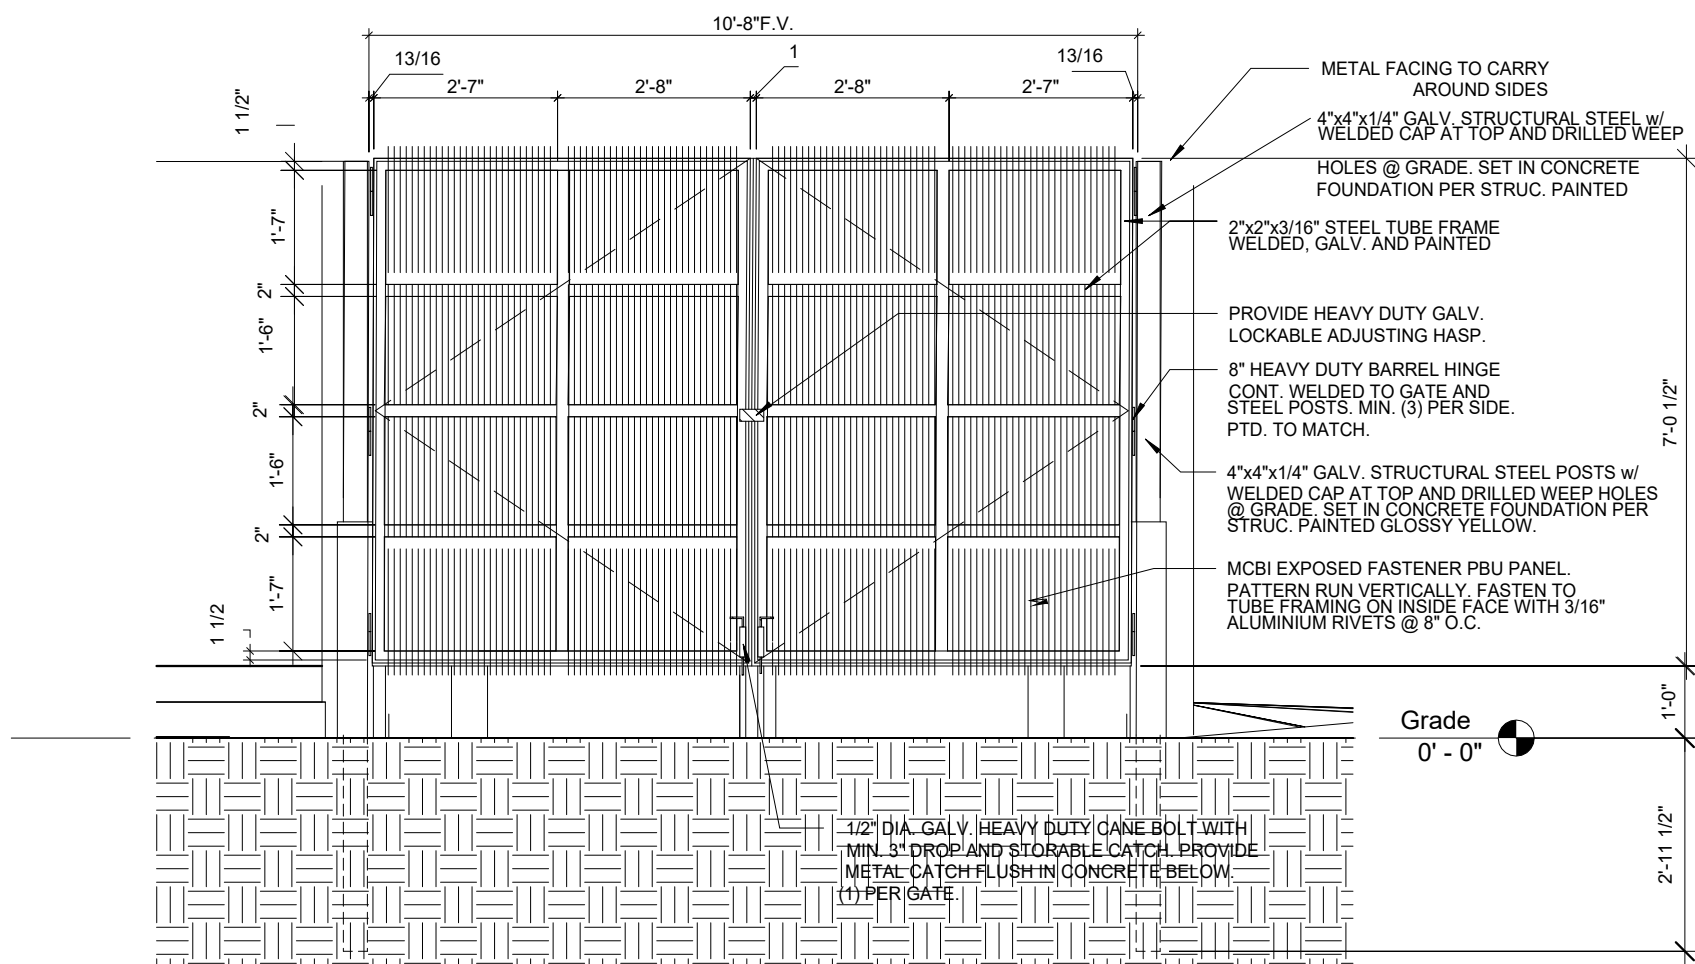 10'-8"F.V.
13/16
1
13/16
2'-7"
2'-8"
2'-8"
2'-7"
1 1/2"
1'-7"
2"
1'-6"
2"
1'-6"
2"
1'-7"
1 1/2
METAL FACING TO CARRY
AROUND SIDES
4"x4"x1/4" GALV. STRUCTURAL STEEL w/
WELDED CAP AT TOP AND DRILLED WEEP
HOLES @ GRADE. SET IN CONCRETE
FOUNDATION PER STRUC. PAINTED
2"x2"x3/16" STEEL TUBE FRAME
WELDED, GALV. AND PAINTED
PROVIDE HEAVY DUTY GALV.
LOCKABLE ADJUSTING HASP.
8" HEAVY DUTY BARREL HINGE
CONT. WELDED TO GATE AND
STEEL POSTS. MIN. (3) PER SIDE.
PTD. TO MATCH.
4"x4"x1/4" GALV. STRUCTURAL STEEL POSTS w/
WELDED CAP AT TOP AND DRILLED WEEP HOLES
@ GRADE. SET IN CONCRETE FOUNDATION PER
STRUC. PAINTED GLOSSY YELLOW.
MCBI EXPOSED FASTENER PBU PANEL.
PATTERN RUN VERTICALLY. FASTEN TO
TUBE FRAMING ON INSIDE FACE WITH 3/16"
ALUMINIUM RIVETS @ 8" O.C.
7'-0 1/2"
1'-0"
2'-11 1/2"
Grade
0' - 0"
1/2" DIA. GALV. HEAVY DUTY CANE BOLT WITH
MIN. 3" DROP AND STORABLE CATCH. PROVIDE
METAL CATCH FLUSH IN CONCRETE BELOW.
(1) PER GATE.